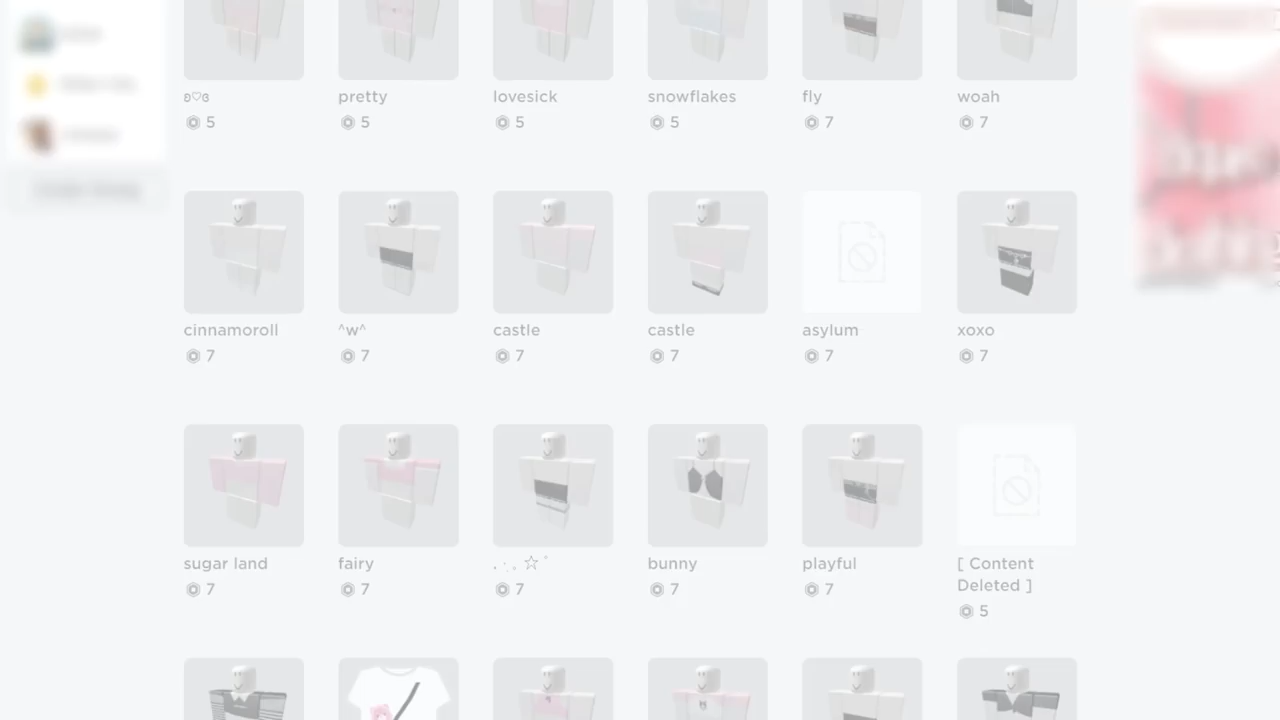 ʚ♡ɞ
pretty
lovesick
snowflakes
fly
woah
5
5
5
5
7
7
cinnamoroll
^w^
castle
castle
asylum
xoxo
7
7
7
7
7
7
sugar land
fairy
. ·̩ ｡ ☆ ﾟ
bunny
playful
[ Content
Deleted ]
7
7
7
7
7
5